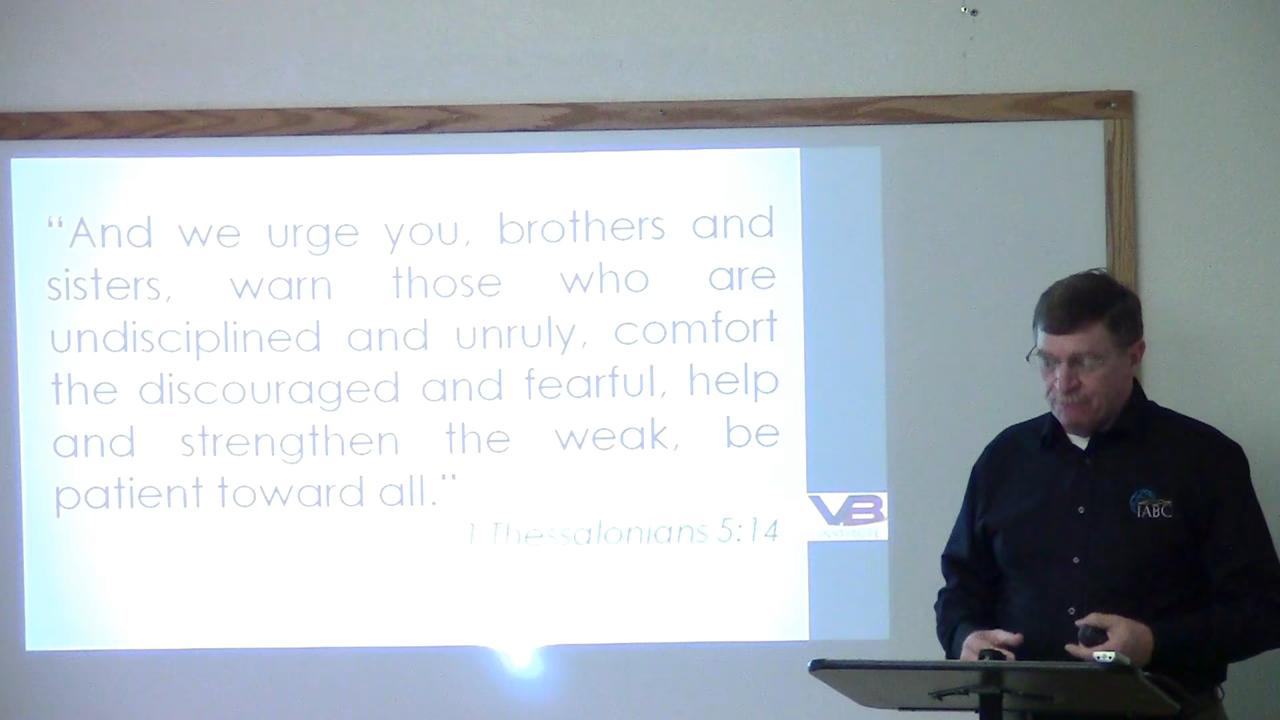 “And we urge you, brothers and
sisters, warn those who are
undisciplined and unruly, comfort
the discouraged and fearful, help
and strengthen the weak, be
patient toward all.”
1 Thessalonians 5:14
VB
INSTITUTE
IABC